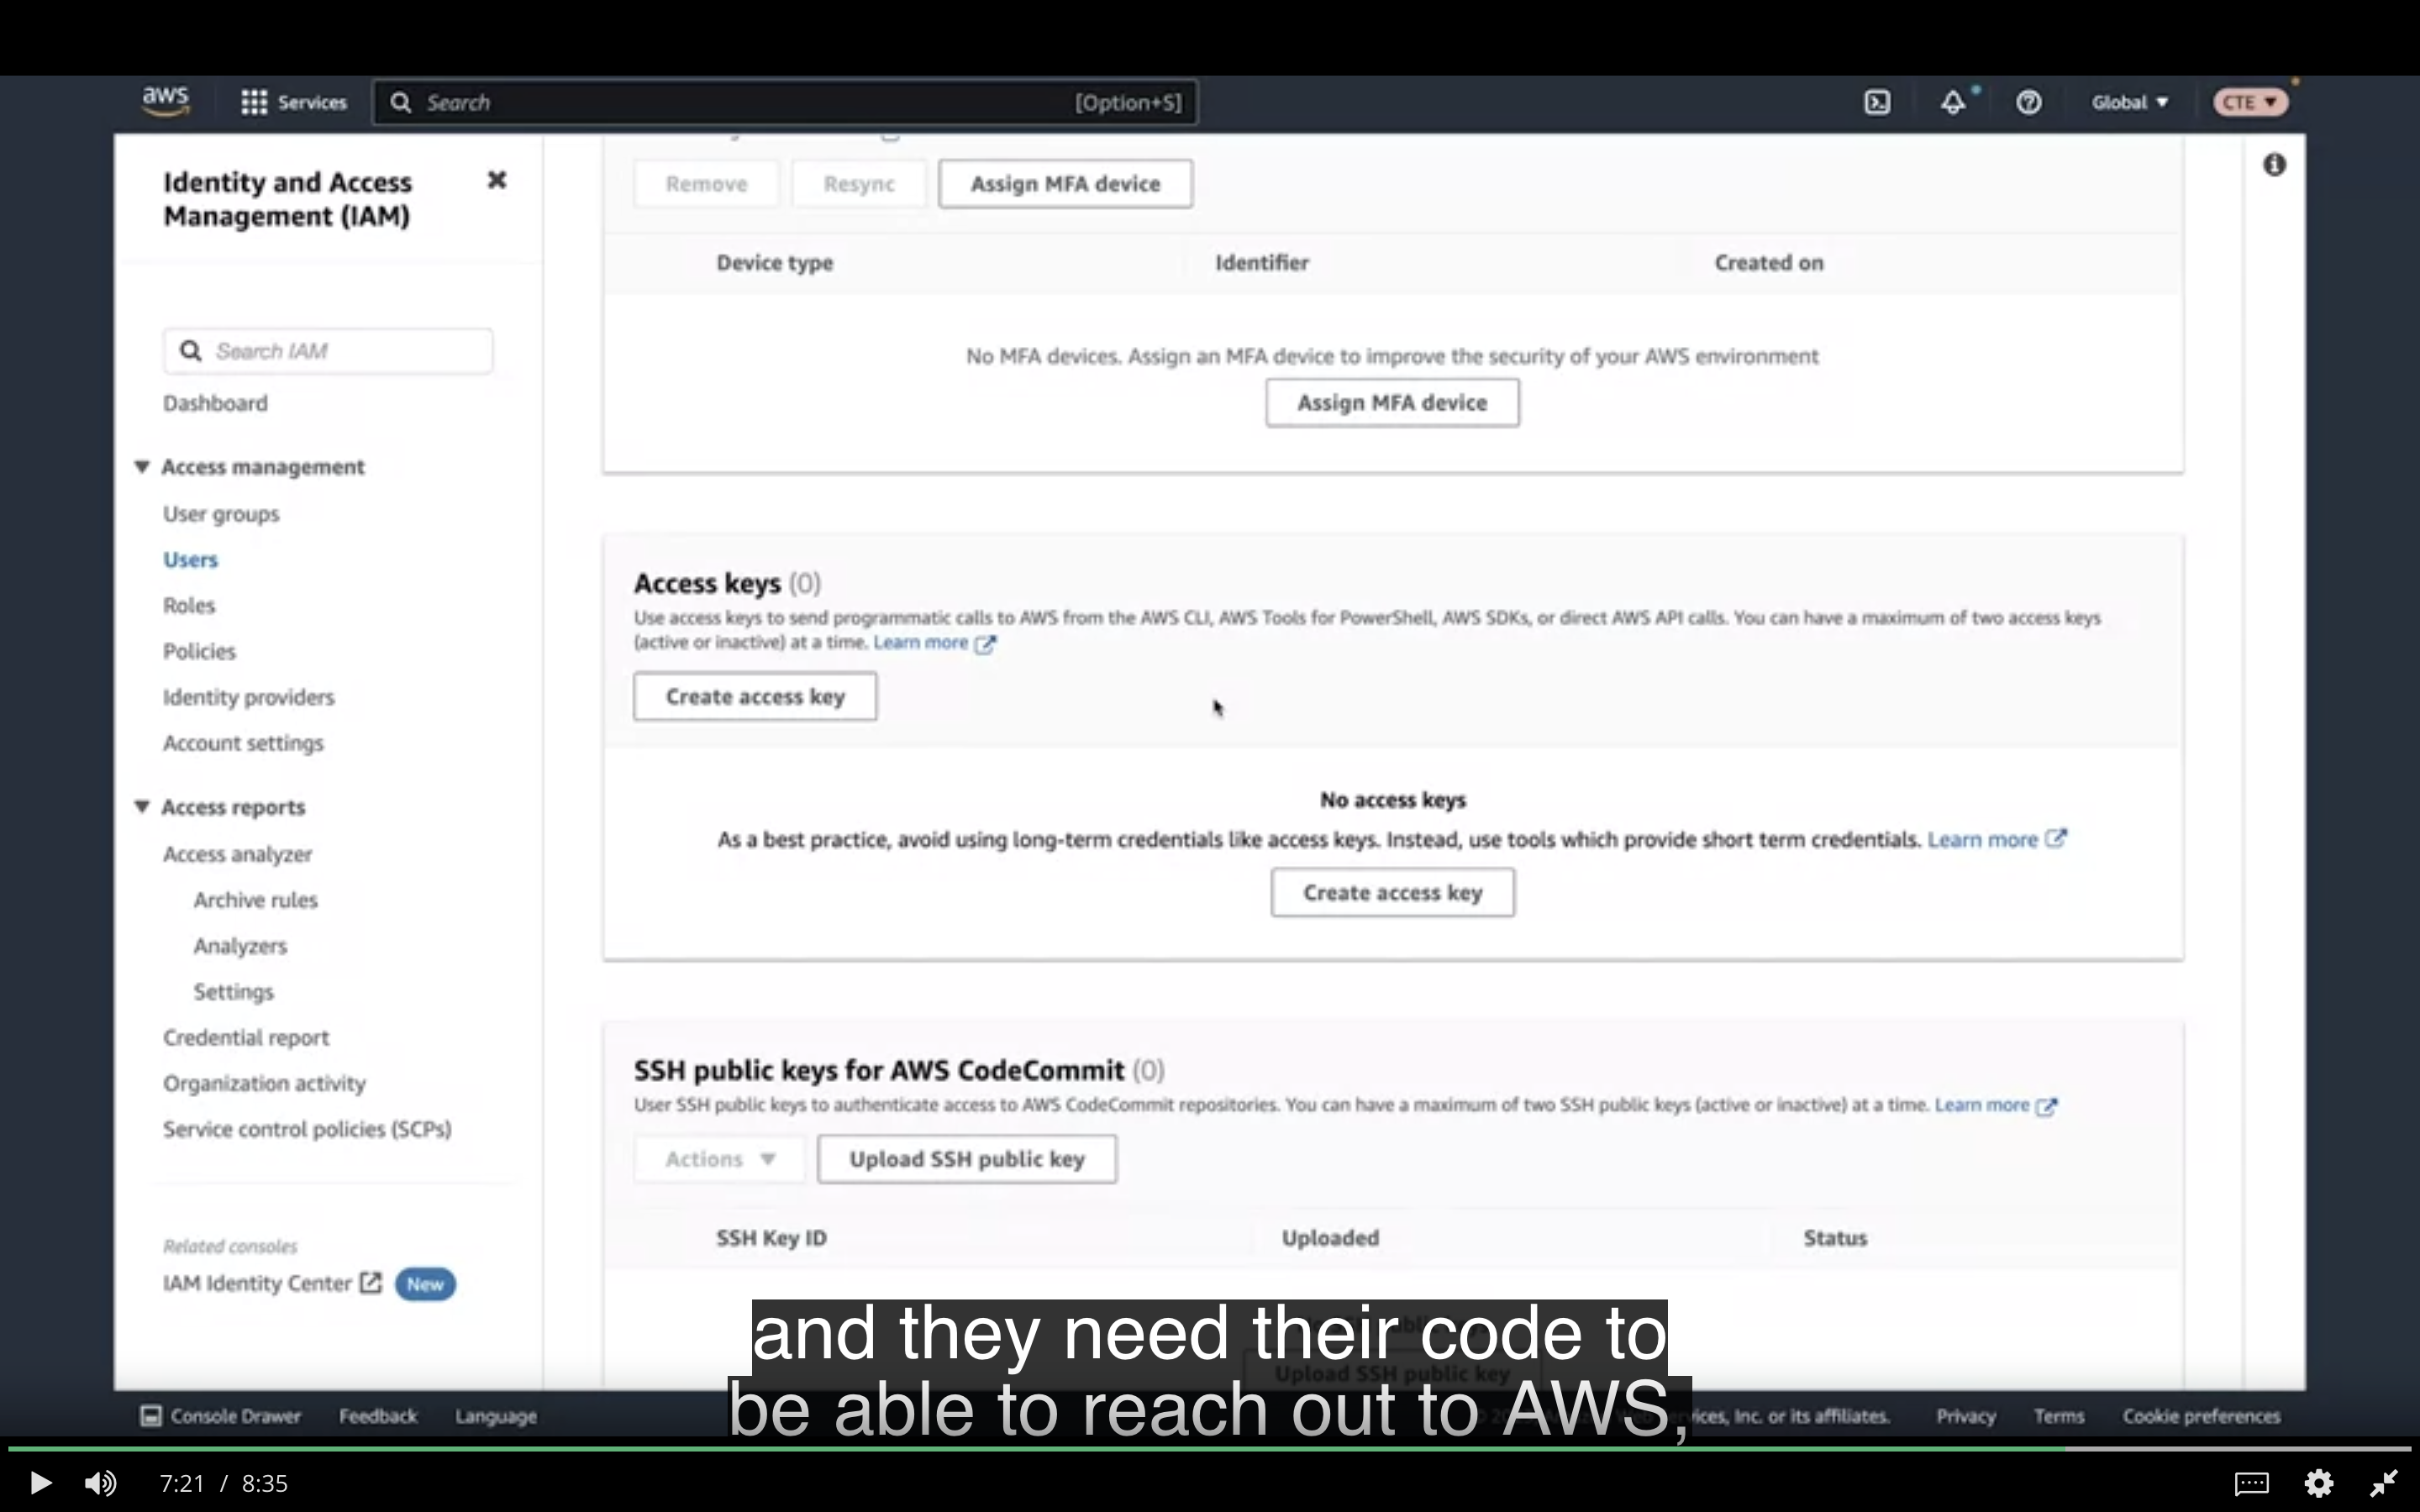 aws
Services
Search
[Option+S]
Global
CTE
Identity and Access
Management (IAM)
Search IAM
Dashboard
Access management
User groups
Users
Roles
Policies
Identity providers
Account settings
Access reports
Access analyzer
Archive rules
Analyzers
Settings
Credential report
Organization activity
Service control policies (SCPs)
Related consoles
IAM Identity Center
New
Remove
Resync
Assign MFA device
Device type
Identifier
Created on
No MFA devices. Assign an MFA device to improve the security of your AWS environment
Assign MFA device
Access keys (0)
Use access keys to send programmatic calls to AWS from the AWS CLI, AWS Tools for PowerShell, AWS SDKs, or direct AWS API calls. You can have a maximum of two access keys
(active or inactive) at a time. Learn more
Create access key
No access keys
As a best practice, avoid using long-term credentials like access keys. Instead, use tools which provide short term credentials. Learn more
Create access key
SSH public keys for AWS CodeCommit (0)
User SSH public keys to authenticate access to AWS CodeCommit repositories. You can have a maximum of two SSH public keys (active or inactive) at a time. Learn more
Actions
Upload SSH public key
SSH Key ID
Uploaded
Status
Upload SSH public key
and they need their code to
be able to reach out to AWS,
Console Drawer
Feedback
Language
Inc. or its affiliates.
Privacy
Terms
Cookie preferences
7:21 / 8:35